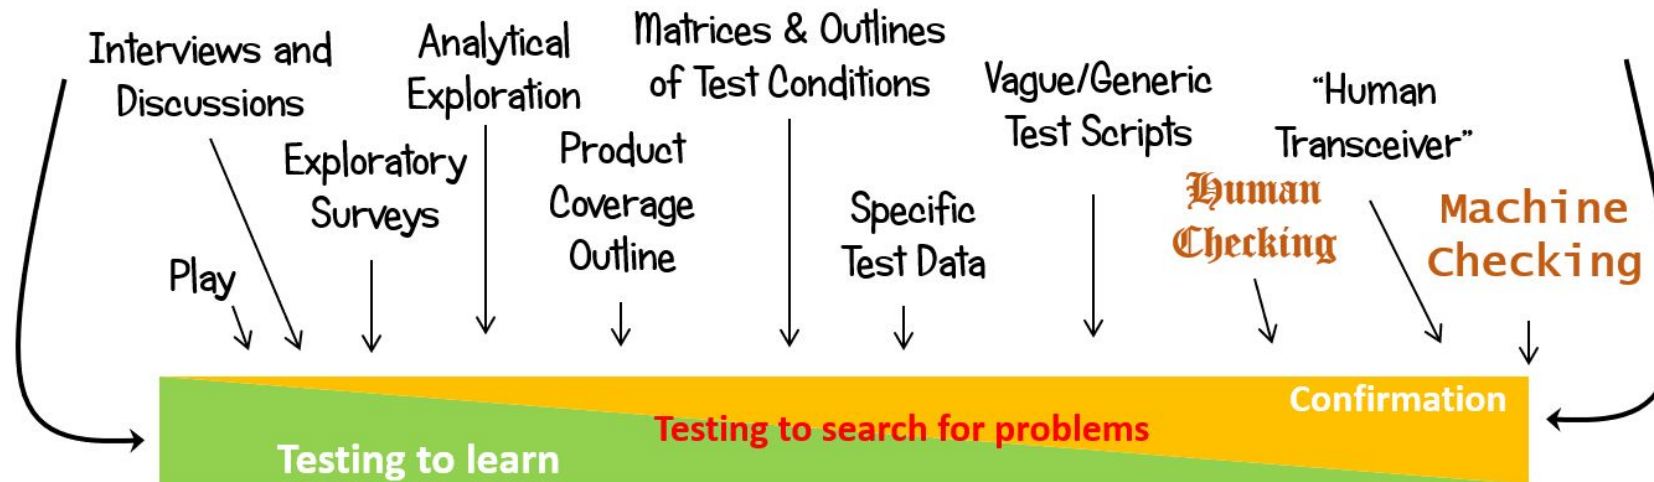 Interviews and
Discussions
Analytical
Exploration
Matrices & Outlines
of Test Conditions
Vague/Generic
Test Scripts
“Human
Transceiver”
Exploratory
Surveys
Product
Coverage
Outline
Specific
Test Data
Human
Checking
Machine
Checking
Play
Confirmation
Testing to search for problems
Testing to learn